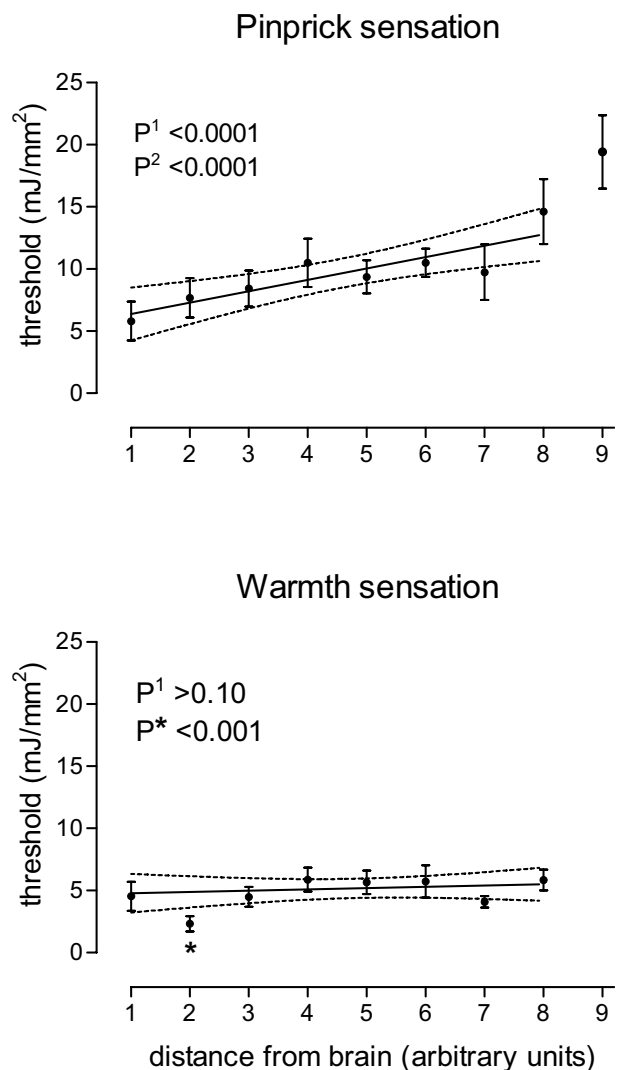 Pinprick sensation
threshold (mJ/mm²)
25
20
15
10
5
0
P¹ <0.0001
P² <0.0001
1 2 3 4 5 6 7 8 9
Warmth sensation
threshold (mJ/mm²)
25
20
15
10
5
0
P¹ >0.10
P* <0.001
*
1 2 3 4 5 6 7 8 9
distance from brain (arbitrary units)